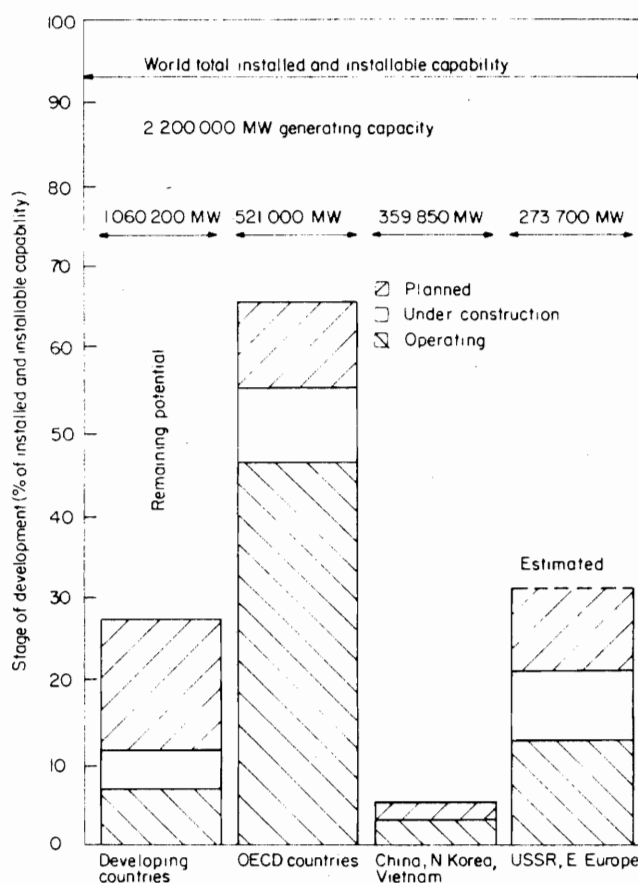 100
World total installed and installable capability
90
2 200 000 MW generating capacity
80
1060 200 MW
521 000 MW
359 850 MW
273 700 MW
70
Planned
Under construction
Operating
60
50
40
30
20
10
0
Stage of development (% of installed and installable capability)
Remaining potential
Estimated
Developing
countries
OECD countries
China, N Korea,
Vietnam
USSR, E Europe